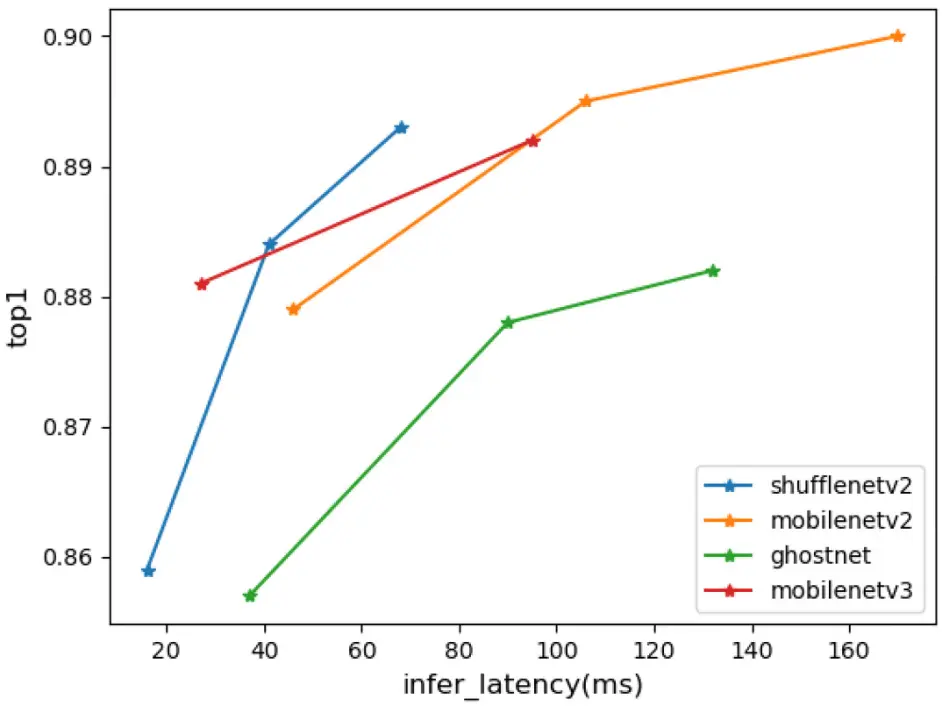 0.90
0.89
0.88
0.87
0.86
top1
20 40 60 80 100 120 140 160
infer_latency(ms)
shufflenetv2
mobilenetv2
ghostnet
mobilenetv3